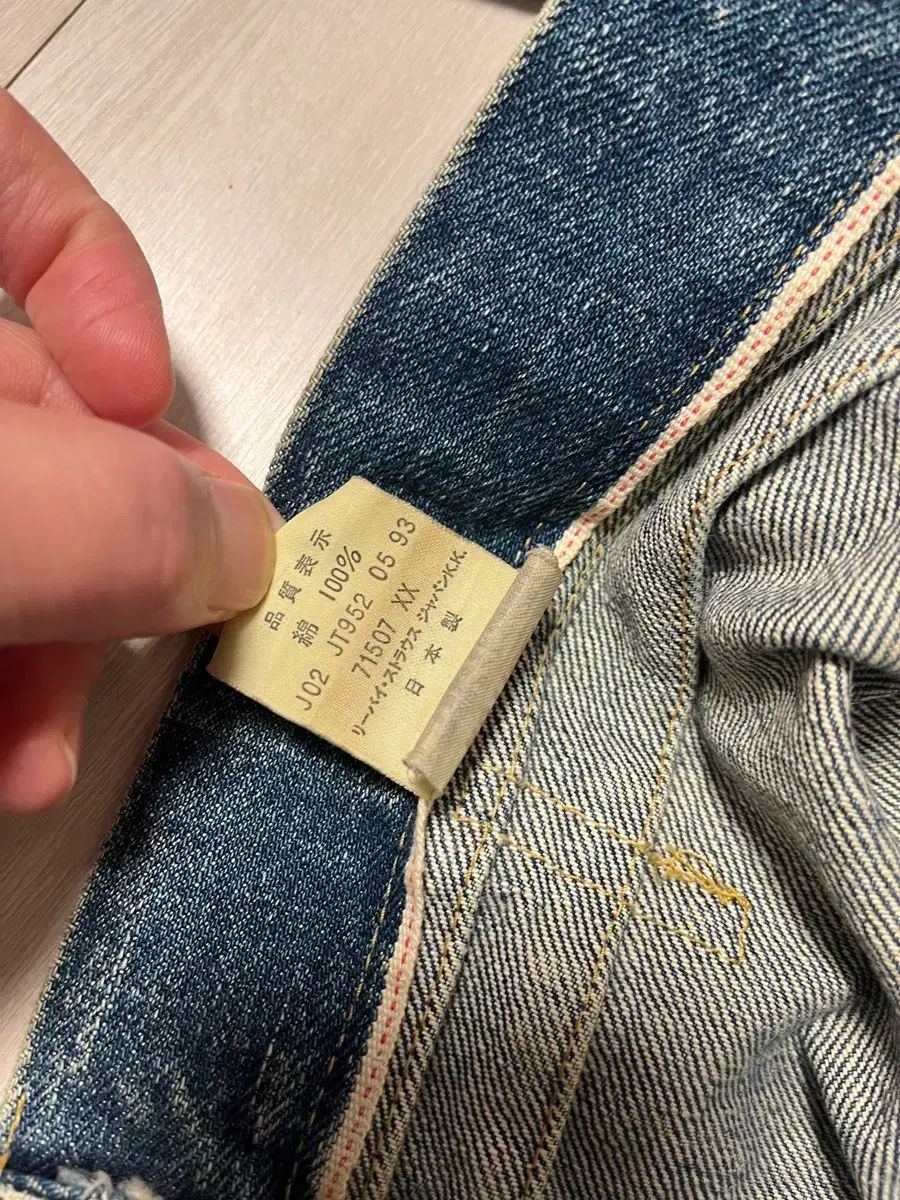 品質表示
綿 100%
J02 JT952 05 93
71507 XX
リーバイ・ストラウス ジャパンK.K.
日本製